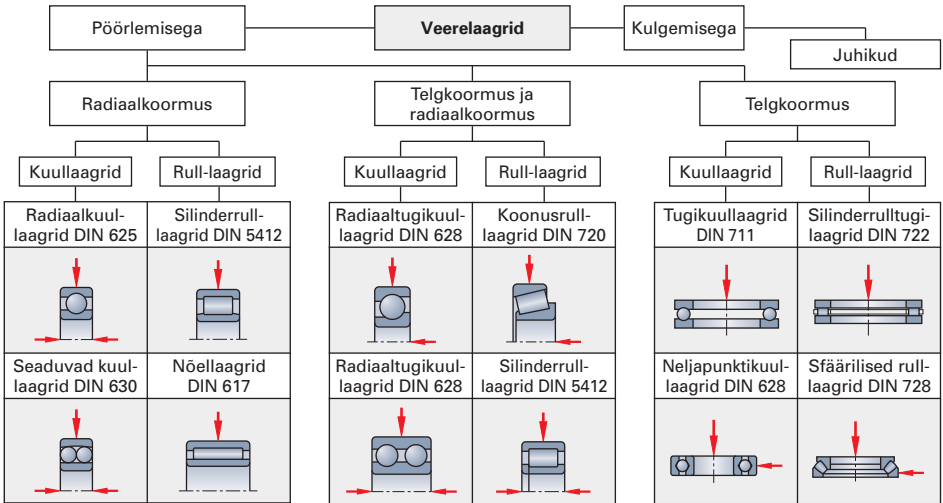 Pöörlemisega
Veerelaagrid
Kulgemisega
Juhikud
Radiaalkoormus
Telgkoormus ja
radiaalkoormus
Telgkoormus
Kuullaagrid
Rull-laagrid
Kuullaagrid
Rull-laagrid
Kuullaagrid
Rull-laagrid
Radiaalkuul-
laagrid DIN 625
Silinderrull-
laagrid DIN 5412
Radiaaltugikuul-
laagrid DIN 628
Koonusrull-
laagrid DIN 720
Tugikuullaagrid
DIN 711
Silinderrulltugi-
laagrid DIN 722
Seaduvad kuul-
laagrid DIN 630
Nõellaagrid
DIN 617
Radiaaltugikuul-
laagrid DIN 628
Silinderrull-
laagrid DIN 5412
Neljapunktikuul-
laagrid DIN 628
Sfäärilised rull-
laagrid DIN 728